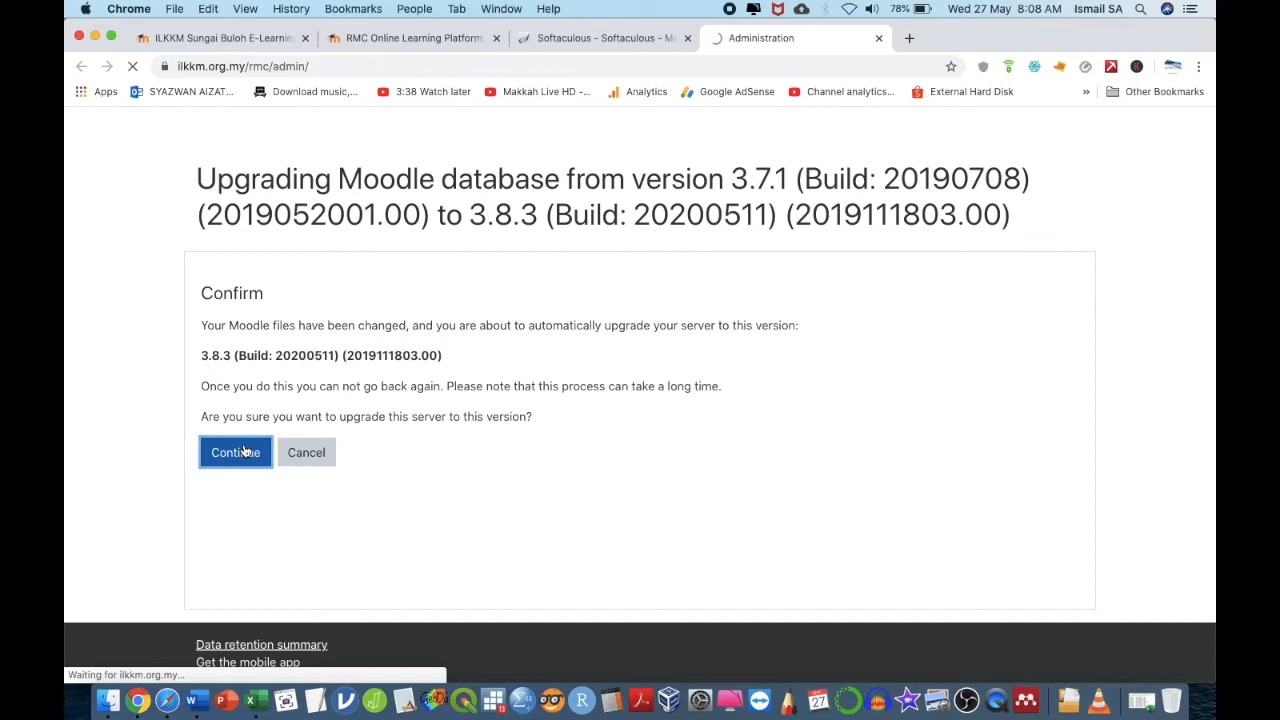 Chrome File Edit View History Bookmarks People Tab Window Help 78% Wed 27 May 8:08 AM Ismail SA
ILKKM Sungai Buloh E-Learning RMC Online Learning Platform: Softaculous - Softaculous - Mo Administration
ilkkm.org.my/rmc/admin/
Apps SYAZWAN AIZAT... Download music,... 3:38 Watch later Makkah Live HD -... Analytics Google AdSense Channel analytics... External Hard Disk » Other Bookmarks
Upgrading Moodle database from version 3.7.1 (Build: 20190708)
(2019052001.00) to 3.8.3 (Build: 20200511) (2019111803.00)
Confirm
Your Moodle files have been changed, and you are about to automatically upgrade your server to this version:
3.8.3 (Build: 20200511) (2019111803.00)
Once you do this you can not go back again. Please note that this process can take a long time.
Are you sure you want to upgrade this server to this version?
Continue Cancel
Data retention summary
Get the mobile app
Waiting for ilkkm.org.my...